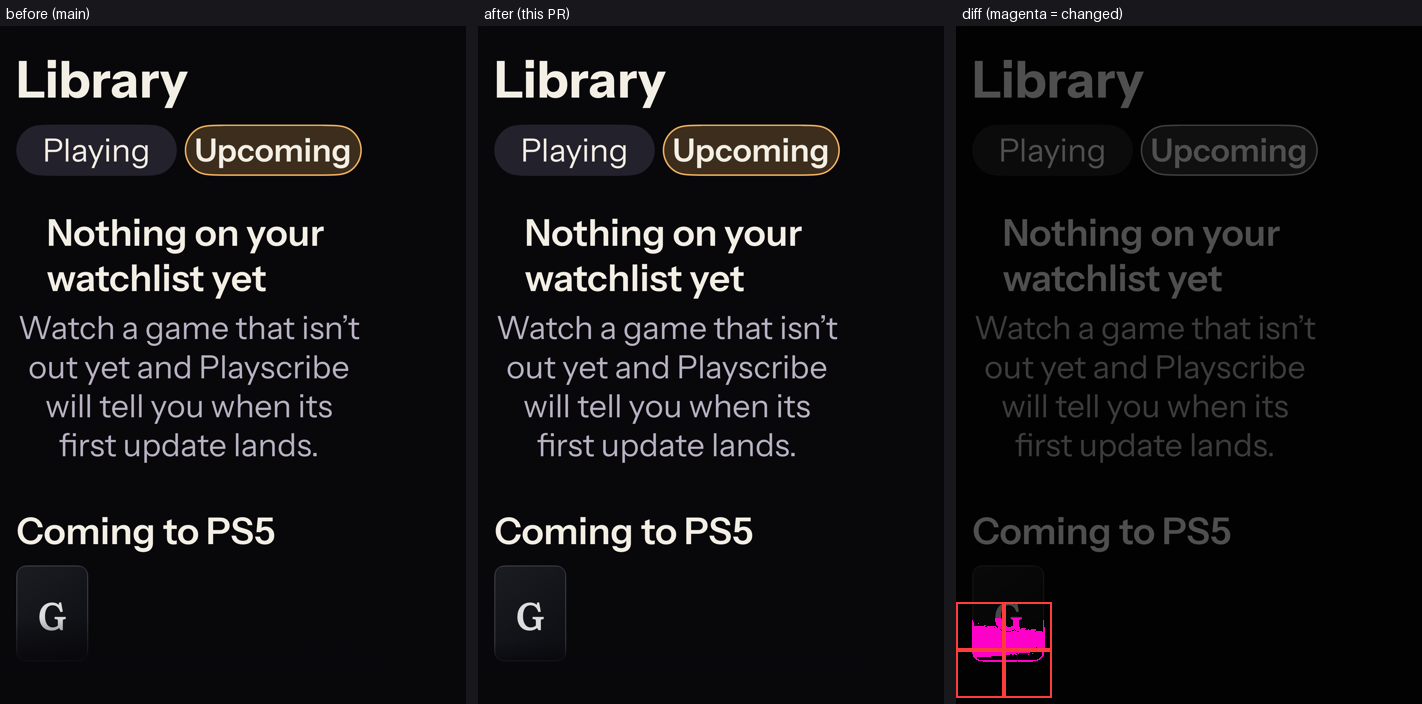 before (main)
Library
Playing
Upcoming
Nothing on your
watchlist yet
Watch a game that isn’t
out yet and Playscribe
will tell you when its
first update lands.
Coming to PS5
G
after (this PR)
Library
Playing
Upcoming
Nothing on your
watchlist yet
Watch a game that isn’t
out yet and Playscribe
will tell you when its
first update lands.
Coming to PS5
G
diff (magenta = changed)
Library
Playing
Upcoming
Nothing on your
watchlist yet
Watch a game that isn’t
out yet and Playscribe
will tell you when its
first update lands.
Coming to PS5
G